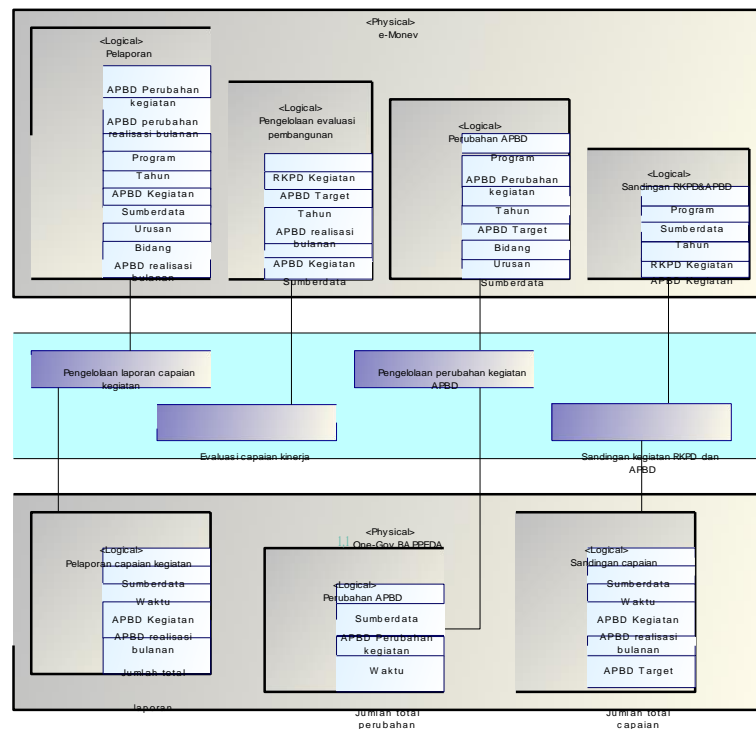 <Physical>
e-Monev
<Logical>
Pelaporan
APBD Perubahan
kegiatan
APBD perubahan
realisasi bulanan
Program
Tahun
APBD Kegiatan
Sumberdata
Urusan
Bidang
APBD realisasi
bulanan
<Logical>
Pengelolaan evaluasi
pembangunan
RKPD Kegiatan
APBD Target
Tahun
APBD realisasi
bulanan
APBD Kegiatan
Sumberdata
<Logical>
Perubahan APBD
Program
APBD Perubahan
kegiatan
Tahun
APBD Target
Bidang
Urusan
Sumberdata
<Logical>
Sandingan RKPD&APBD
Program
Sumberdata
Tahun
RKPD Kegiatan
APBD Kegiatan
Pengelolaan laporan capaian
kegiatan
Pengelolaan perubahan kegiatan
APBD
Evaluasi capaian kinerja
Sandingan kegiatan RKPD dan
APBD
<Physical>
One-Gov BAPPEDA
<Logical>
Pelaporan capaian kegiatan
Sumberdata
Waktu
APBD Kegiatan
APBD realisasi
bulanan
Jumlah total
laporan
<Logical>
Perubahan APBD
Sumberdata
APBD Perubahan
kegiatan
Waktu
Jumlan total
perubahan
<Logical>
Sandingan capaian
Sumberdata
Waktu
APBD Kegiatan
APBD realisasi
bulanan
APBD Target
Jumlah total
capaian